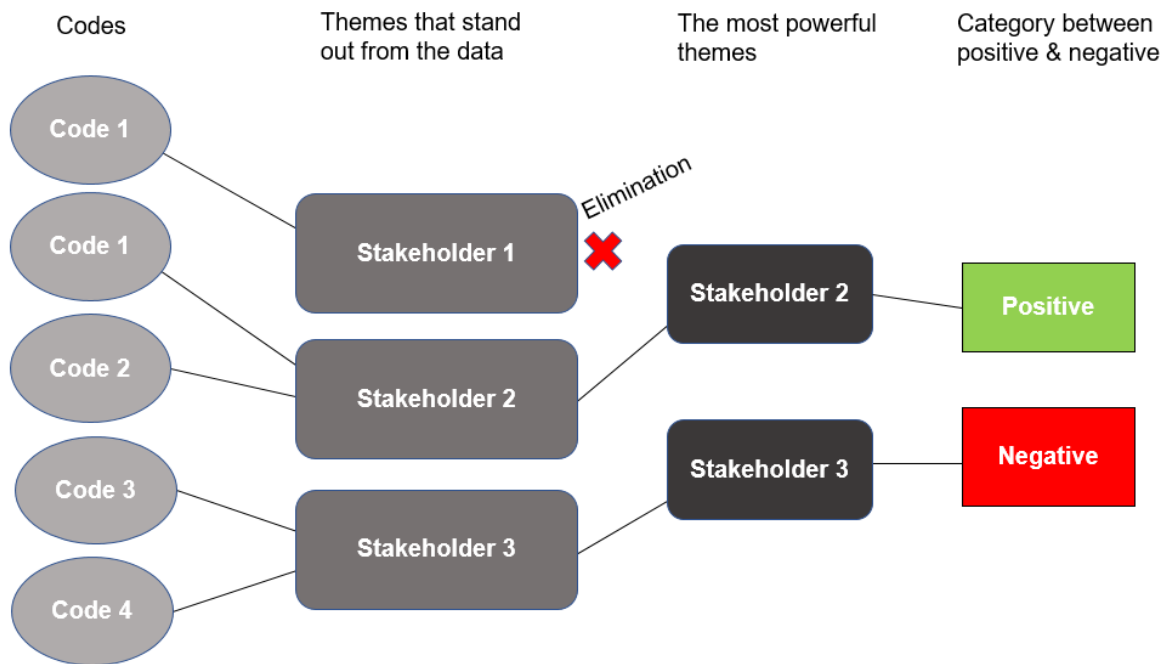 Codes
Themes that stand
out from the data
The most powerful
themes
Category between
positive & negative
Code 1
Code 1
Code 2
Code 3
Code 4
Stakeholder 1
Elimination
Stakeholder 2
Stakeholder 3
Stakeholder 2
Stakeholder 3
Positive
Negative